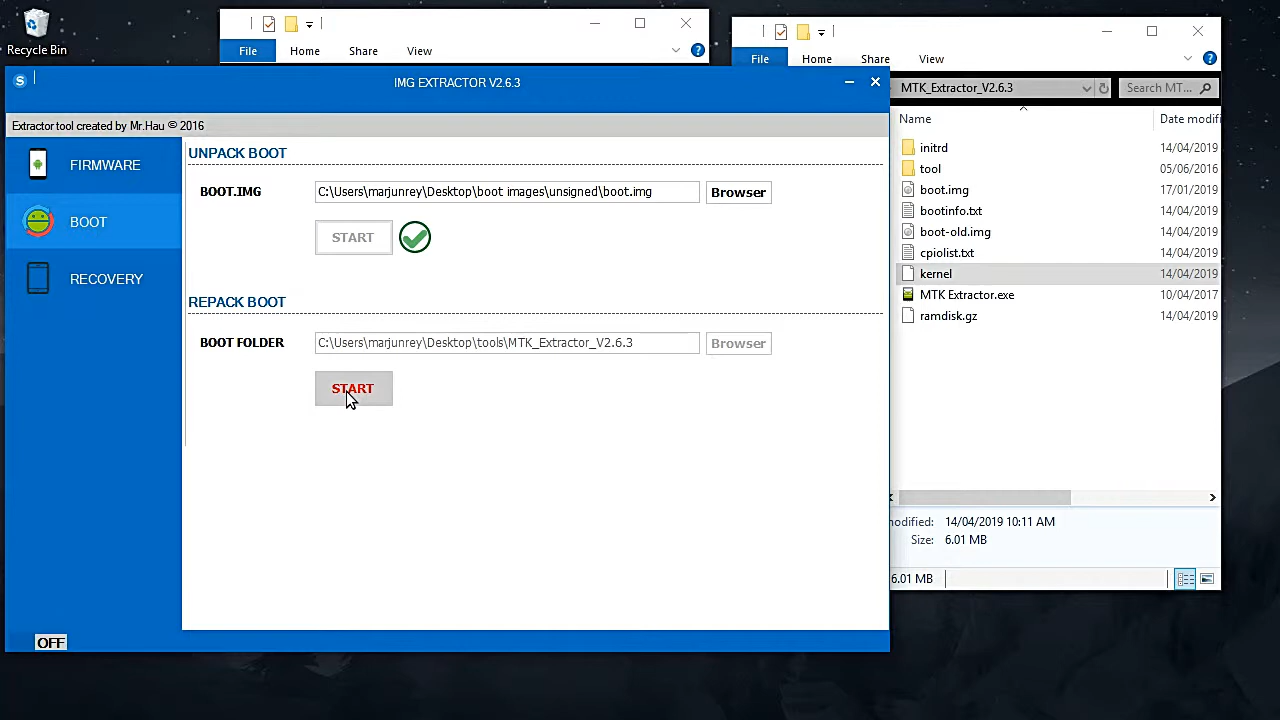 Recycle Bin
File
Home
Share
View
File
Home
Share
View
S
IMG EXTRACTOR V2.6.3
Extractor tool created by Mr.Hau © 2016
FIRMWARE
BOOT
RECOVERY
OFF
UNPACK BOOT
BOOT.IMG
C:\Users\marjunrey\Desktop\boot images\unsigned\boot.img
Browser
START
REPACK BOOT
BOOT FOLDER
C:\Users\marjunrey\Desktop\tools\MTK_Extractor_V2.6.3
Browser
START
MTK_Extractor_V2.6.3
Search MT...
Name
Date modifi
initrd
14/04/2019
tool
05/06/2016
boot.img
17/01/2019
bootinfo.txt
14/04/2019
boot-old.img
14/04/2019
cpiolist.txt
14/04/2019
kernel
14/04/2019
MTK Extractor.exe
10/04/2017
ramdisk.gz
14/04/2019
modified: 14/04/2019 10:11 AM
Size: 6.01 MB
6.01 MB